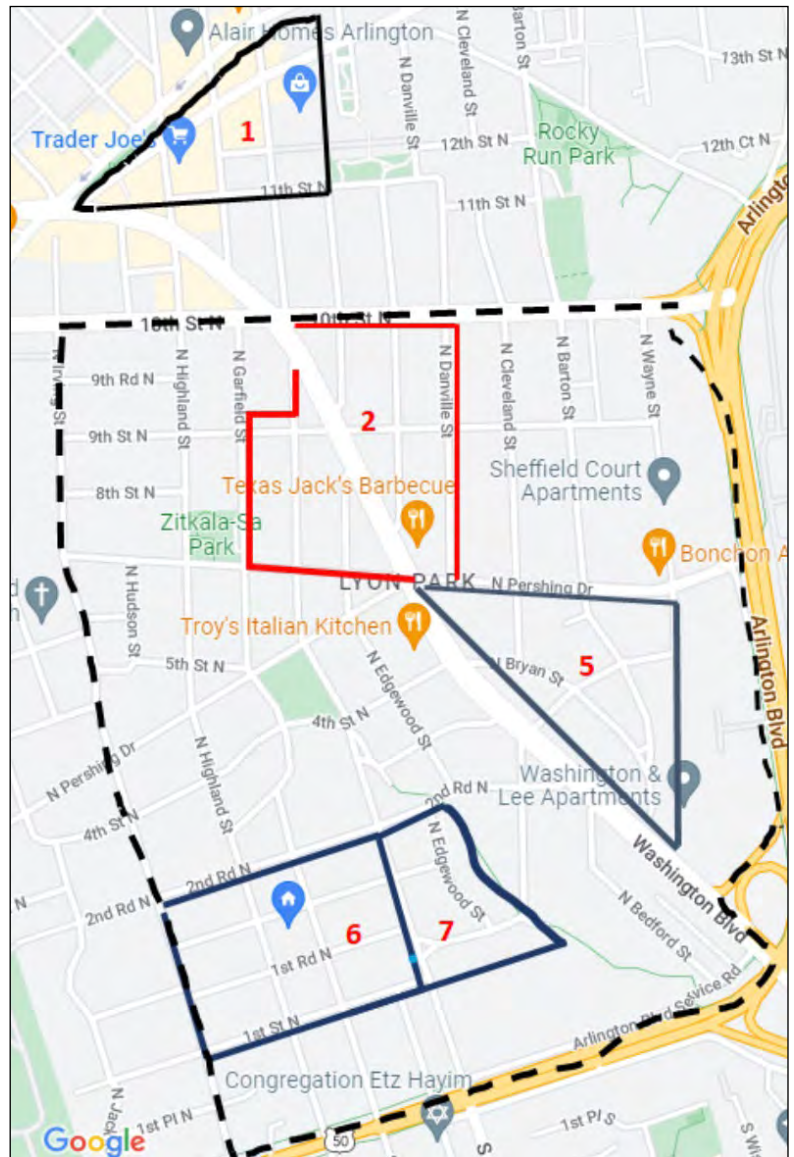 Alair Homes Arlington
N Cleveland St
Barton St
13th St N
N Danville St
1
Trader Joe's
12th St N
Rocky
Run Park
12th Ct N
11th St N
11th St N
10th St N
10th St N
N Irving St
9th Rd N
N Highland St
N Garfield St
N Danville St
N Cleveland St
N Barton St
N Wayne St
2
9th St N
8th St N
Texas Jack's Barbecue
Sheffield Court
Apartments
Zitkala-Sa
Park
Bonchon A
LYON PARK
N Pershing Dr
N Hudson St
Troy's Italian Kitchen
5th St N
N Bryan St
5
Arlington Blvd
N Edgewood St
4th St N
N Pershing Dr
N Highland St
Washington &
Lee Apartments
2nd Rd N
4th St N
Washington Blvd
N Edgewood St
2nd Rd N
2nd Rd N
N
6
7
N Bedford St
1st Rd N
1st St N
Arlington Blvd Service Rd
Congregation Etz Hayim
N Jack
1st Pl N
1st Pl S
Google
50
S
S Wis